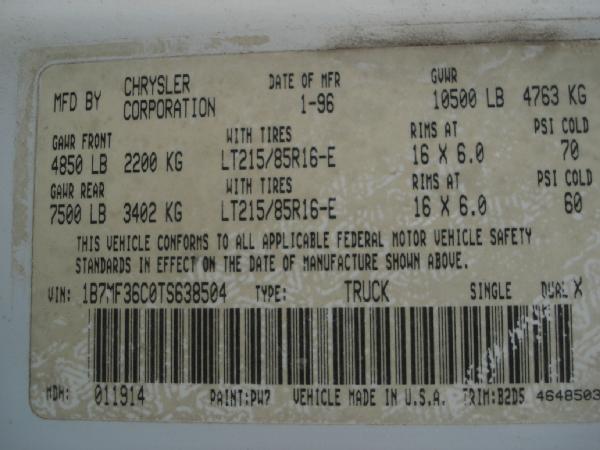 MFD BY CHRYSLER CORPORATION DATE OF MFR 1-96 GVWR 10500 LB 4763 KG
GAWR FRONT WITH TIRES RIMS AT PSI COLD
4850 LB 2200 KG LT215/85R16-E 16 X 6.0 70
GAWR REAR WITH TIRES RIMS AT PSI COLD
7500 LB 3402 KG LT215/85R16-E 16 X 6.0 60
THIS VEHICLE CONFORMS TO ALL APPLICABLE FEDERAL MOTOR VEHICLE SAFETY
STANDARDS IN EFFECT ON THE DATE OF MANUFACTURE SHOWN ABOVE.
VIN: 1B7MF36C0TS638504 TYPE: TRUCK SINGLE DUAL X
MDH: 011914 PAINT:PW7 VEHICLE MADE IN U.S.A. TRIM:B2D5 4648503